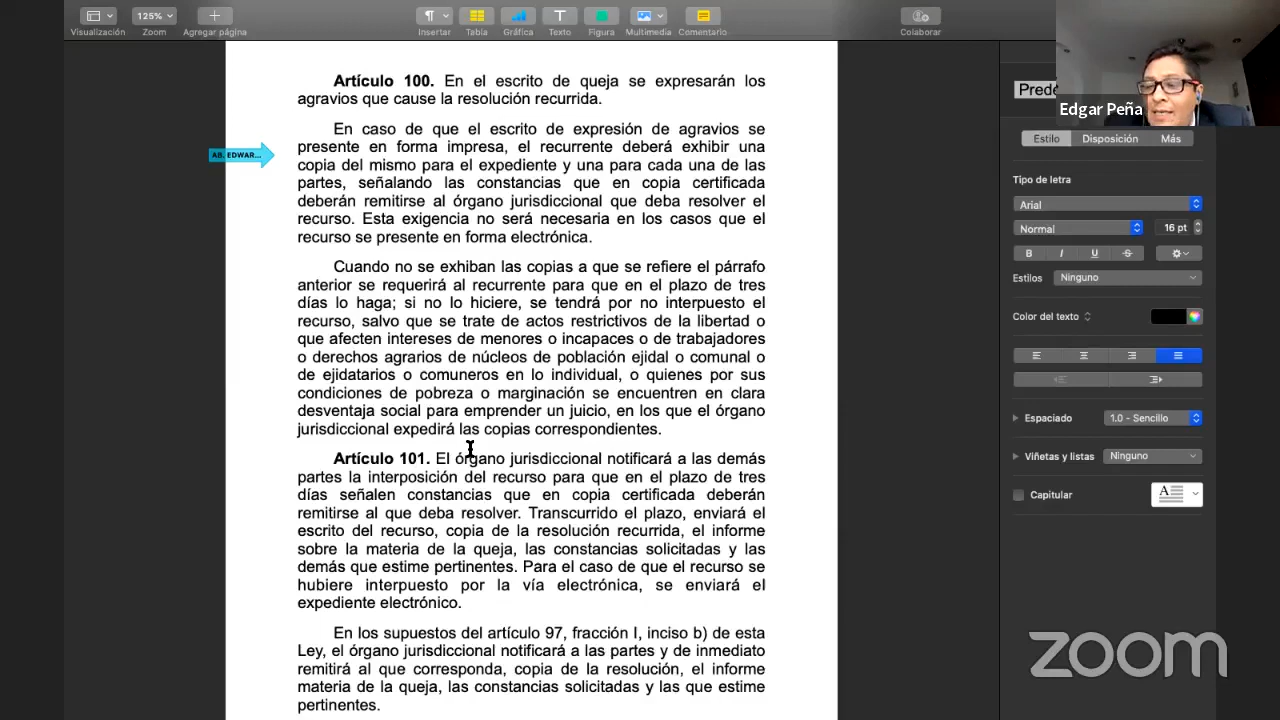 125%
Visualización Zoom Agregar página Insertar Tabla Gráfica Texto Figura Multimedia Comentario Colaborar
Edgar Peña
AB. EDWAR...
Artículo 100. En el escrito de queja se expresarán los
agravios que cause la resolución recurrida.
En caso de que el escrito de expresión de agravios se
presente en forma impresa, el recurrente deberá exhibir una
copia del mismo para el expediente y una para cada una de las
partes, señalando las constancias que en copia certificada
deberán remitirse al órgano jurisdiccional que deba resolver el
recurso. Esta exigencia no será necesaria en los casos que el
recurso se presente en forma electrónica.
Cuando no se exhiban las copias a que se refiere el párrafo
anterior se requerirá al recurrente para que en el plazo de tres
días lo haga; si no lo hiciere, se tendrá por no interpuesto el
recurso, salvo que se trate de actos restrictivos de la libertad o
que afecten intereses de menores o incapaces o de trabajadores
o derechos agrarios de núcleos de población ejidal o comunal o
de ejidatarios o comuneros en lo individual, o quienes por sus
condiciones de pobreza o marginación se encuentren en clara
desventaja social para emprender un juicio, en los que el órgano
jurisdiccional expedirá las copias correspondientes.
Artículo 101. El órgano jurisdiccional notificará a las demás
partes la interposición del recurso para que en el plazo de tres
días señalen constancias que en copia certificada deberán
remitirse al que deba resolver. Transcurrido el plazo, enviará el
escrito del recurso, copia de la resolución recurrida, el informe
sobre la materia de la queja, las constancias solicitadas y las
demás que estime pertinentes. Para el caso de que el recurso se
hubiere interpuesto por la vía electrónica, se enviará el
expediente electrónico.
En los supuestos del artículo 97, fracción I, inciso b) de esta
Ley, el órgano jurisdiccional notificará a las partes y de inmediato
remitirá al que corresponda, copia de la resolución, el informe
materia de la queja, las constancias solicitadas y las que estime
pertinentes.
Estilo Disposición Más
Tipo de letra
Arial
Normal 16 pt
B I U S
Estilos Ninguno
Color del texto
Espaciado 1.0 - Sencillo
Viñetas y listas Ninguno
Capitular
zoom